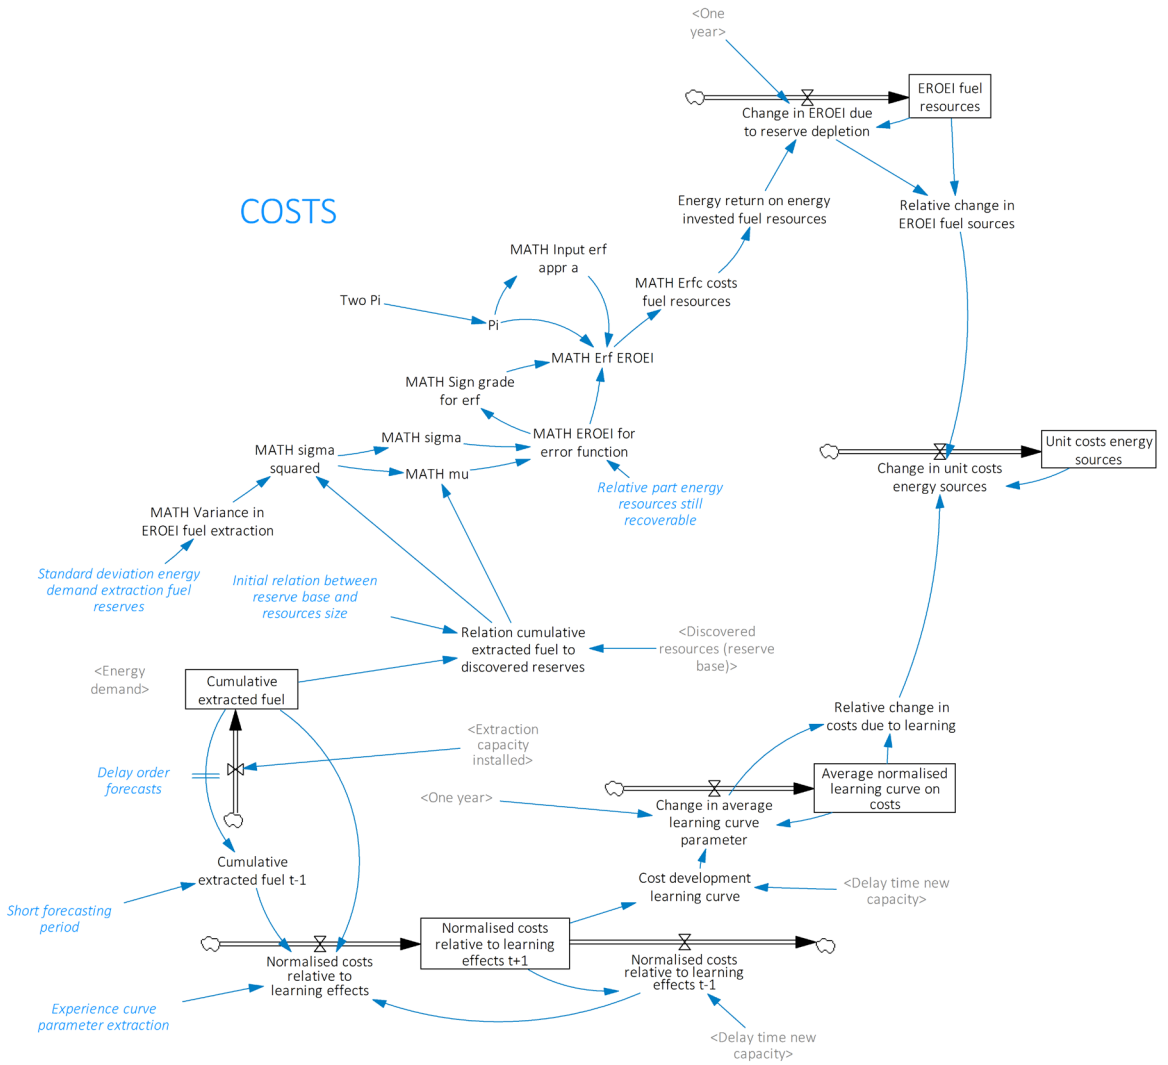 <One
year>
EROEI fuel
resources
Change in EROEI due
to reserve depletion
COSTS
Energy return on energy
invested fuel resources
Relative change in
EROEI fuel sources
MATH Input erf
appr a
MATH Erfc costs
fuel resources
Two Pi
Pi
MATH Erf EROEI
MATH Sign grade
for erf
MATH sigma
squared
MATH sigma
MATH mu
MATH EROEI for
error function
Unit costs energy
sources
Change in unit costs
energy sources
Relative part energy
resources still
recoverable
MATH Variance in
EROEI fuel extraction
Standard deviation energy
demand extraction fuel
reserves
Initial relation between
reserve base and
resources size
Relation cumulative
extracted fuel to
discovered reserves
<Discovered
resources (reserve
base)>
<Energy
demand>
Cumulative
extracted fuel
Relative change in
costs due to learning
<Extraction
capacity
installed>
Delay order
forecasts
<One year>
Average normalised
learning curve on
costs
Change in average
learning curve
parameter
Cumulative
extracted fuel t-1
Cost development
learning curve
<Delay time new
capacity>
Short forecasting
period
Normalised costs
relative to learning
effects t+1
Normalised costs
relative to
learning effects
Normalised costs
relative to learning
effects t-1
Experience curve
parameter extraction
<Delay time new
capacity>